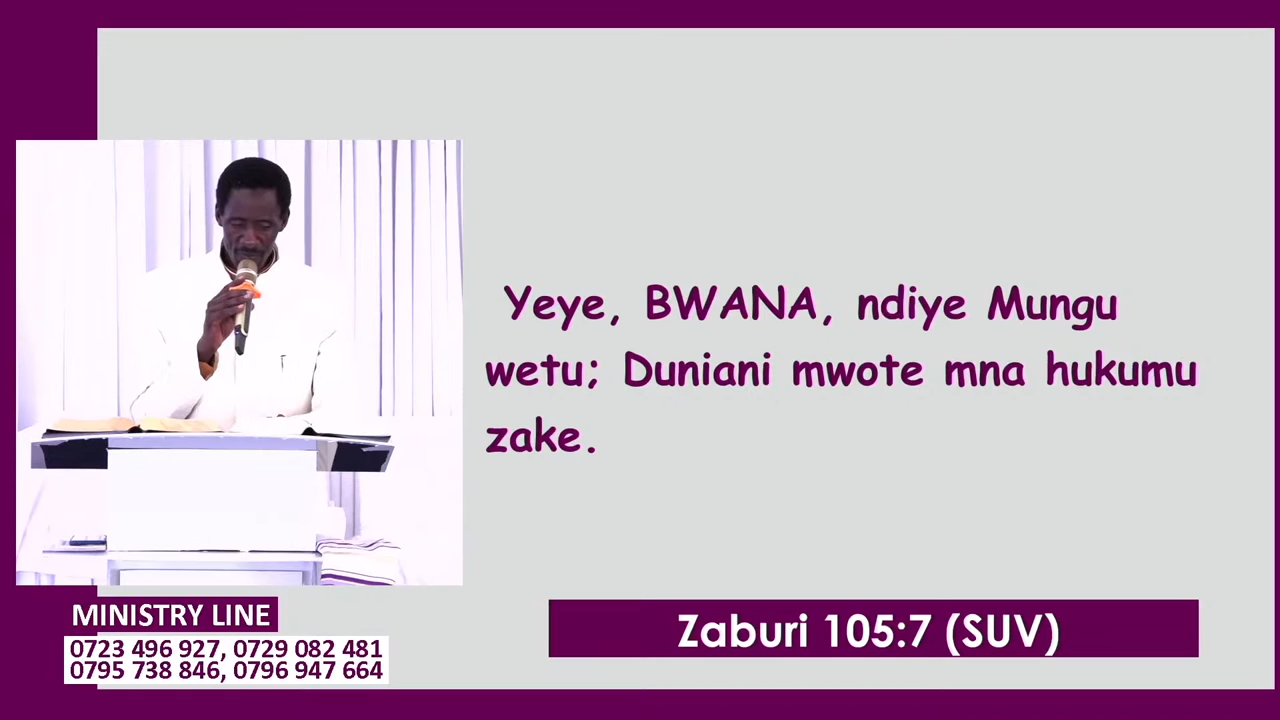 Yeye, BWANA, ndiye Mungu
wetu; Duniani mwote mna hukumu
zake.
MINISTRY LINE
0723 496 927, 0729 082 481
0795 738 846, 0796 947 664
Zaburi 105:7 (SUV)